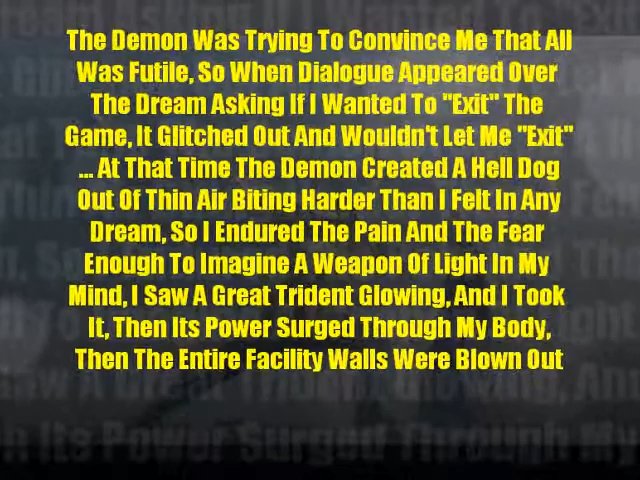 The Demon Was Trying To Convince Me That All
Was Futile, So When Dialogue Appeared Over
The Dream Asking If I Wanted To "Exit" The
Game, It Glitched Out And Wouldn't Let Me "Exit"
... At That Time The Demon Created A Hell Dog
Out Of Thin Air Biting Harder Than I Felt In Any
Dream, So I Endured The Pain And The Fear
Enough To Imagine A Weapon Of Light In My
Mind, I Saw A Great Trident Glowing, And I Took
It, Then Its Power Surged Through My Body,
Then The Entire Facility Walls Were Blown Out